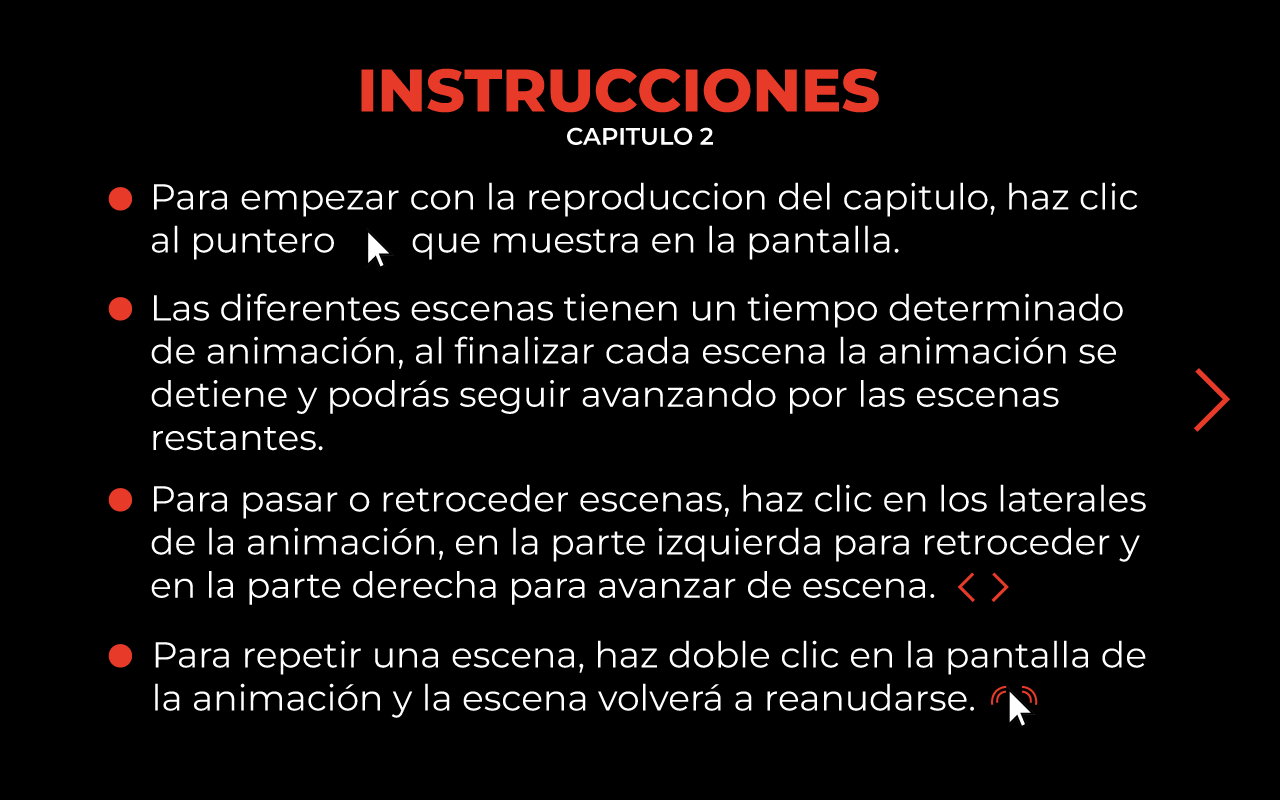 INSTRUCCIONES
CAPITULO 2
Para empezar con la reproduccion del capitulo, haz clic
al puntero que muestra en la pantalla.
Las diferentes escenas tienen un tiempo determinado
de animación, al finalizar cada escena la animación se
detiene y podrás seguir avanzando por las escenas
restantes.
Para pasar o retroceder escenas, haz clic en los laterales
de la animación, en la parte izquierda para retroceder y
en la parte derecha para avanzar de escena.
Para repetir una escena, haz doble clic en la pantalla de
la animación y la escena volverá a reanudarse.